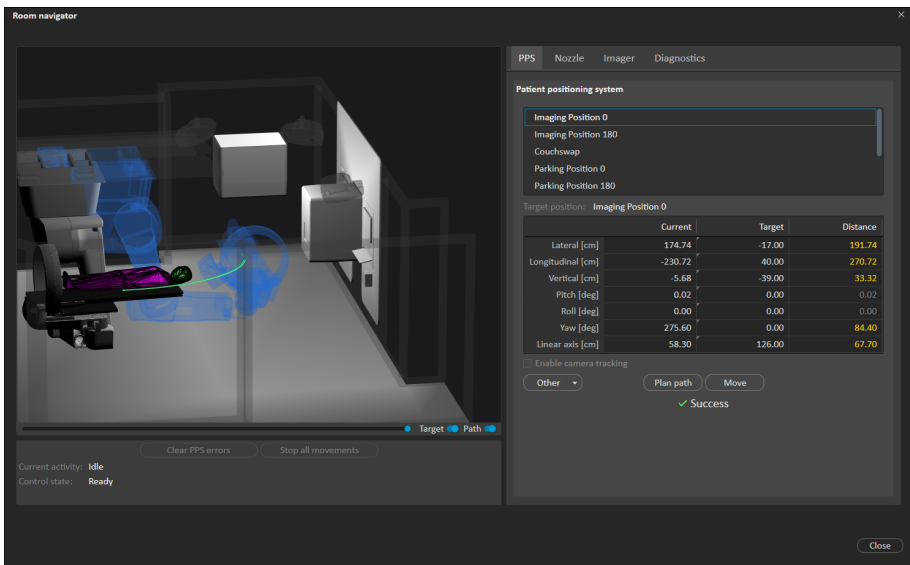 Room navigator
PPS Nozzle Imager Diagnostics
Patient positioning system
Imaging Position 0
Imaging Position 180
Couchswap
Parking Position 0
Parking Position 180
Target position: Imaging Position 0
Current Target Distance
Lateral [cm] 174.74 -17.00 191.74
Longitudinal [cm] -230.72 40.00 270.72
Vertical [cm] -5.68 -39.00 33.32
Pitch [deg] 0.02 0.00 0.02
Roll [deg] 0.00 0.00 0.00
Yaw [deg] 275.60 0.00 84.40
Linear axis [cm] 58.30 126.00 67.70
Enable camera tracking
Other Plan path Move
Success
Target Path
Clear PPS errors Stop all movements
Current activity: Idle
Control state: Ready
Close